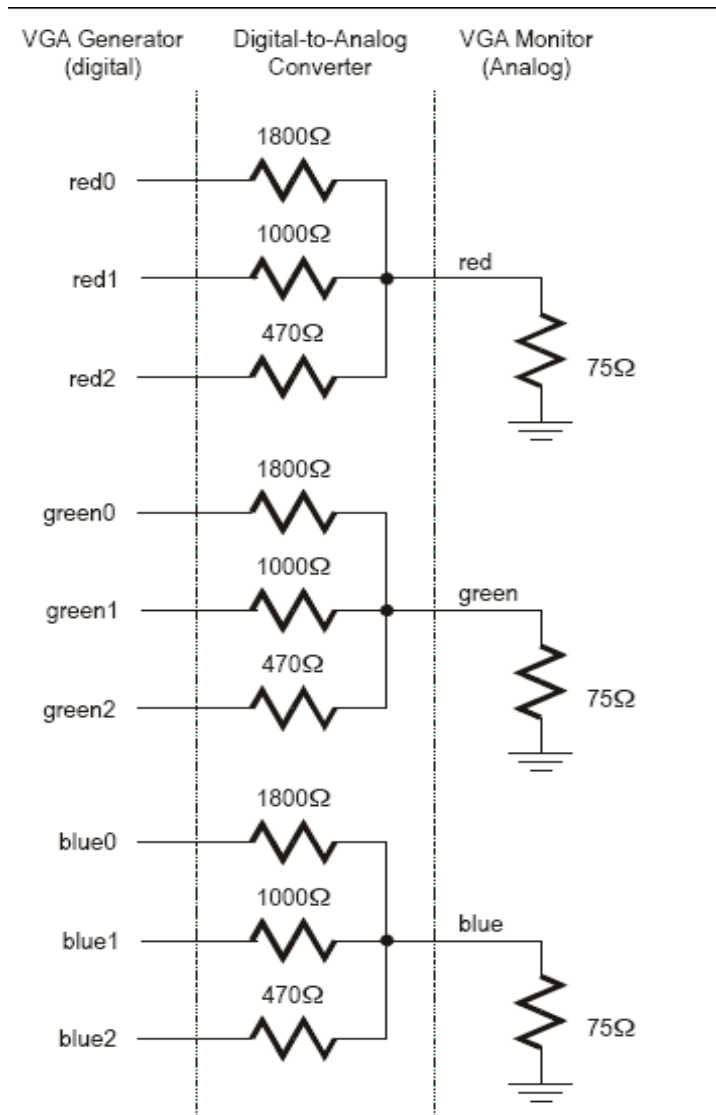 VGA Generator
(digital)
Digital-to-Analog
Converter
VGA Monitor
(Analog)
1800Ω
red0
1000Ω
red
red1
470Ω
75Ω
red2
1800Ω
green0
1000Ω
green
green1
470Ω
75Ω
green2
1800Ω
blue0
1000Ω
blue
blue1
470Ω
75Ω
blue2